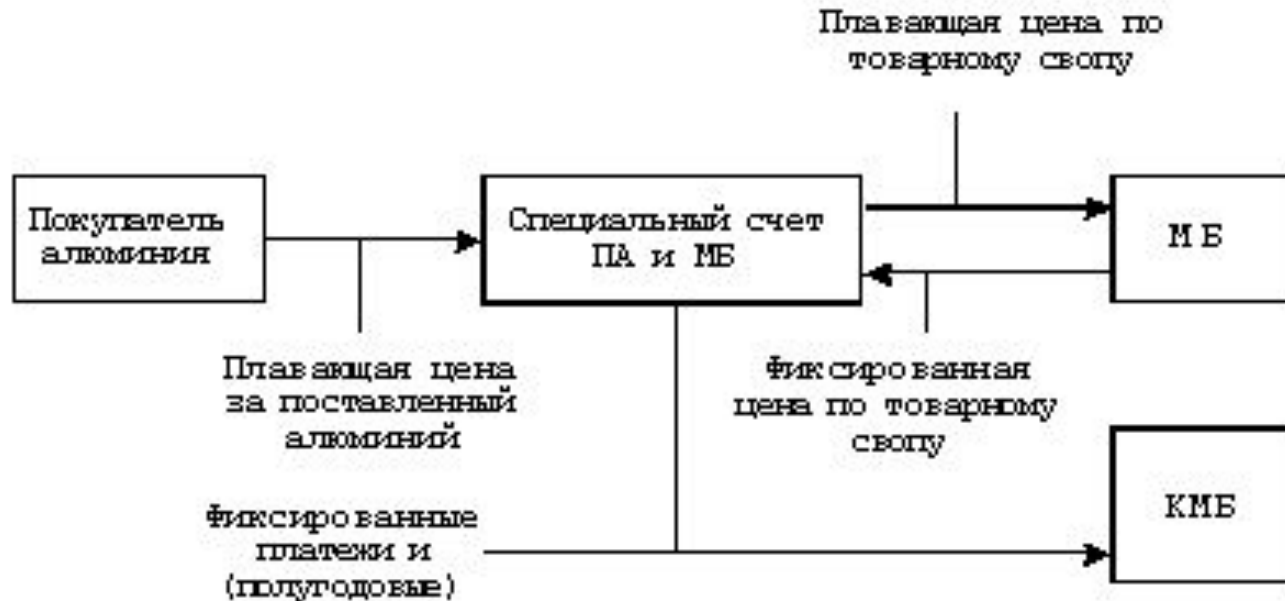 Плавающая цена по
товарному свопу
Покупатель
алюминия
Специальный счет
ПА и МБ
МБ
Плавающая цена
за поставленный
алюминий
Фиксированная
цена по товарному
свопу
Фиксированные
платежи и
(полугодовые)
КМБ